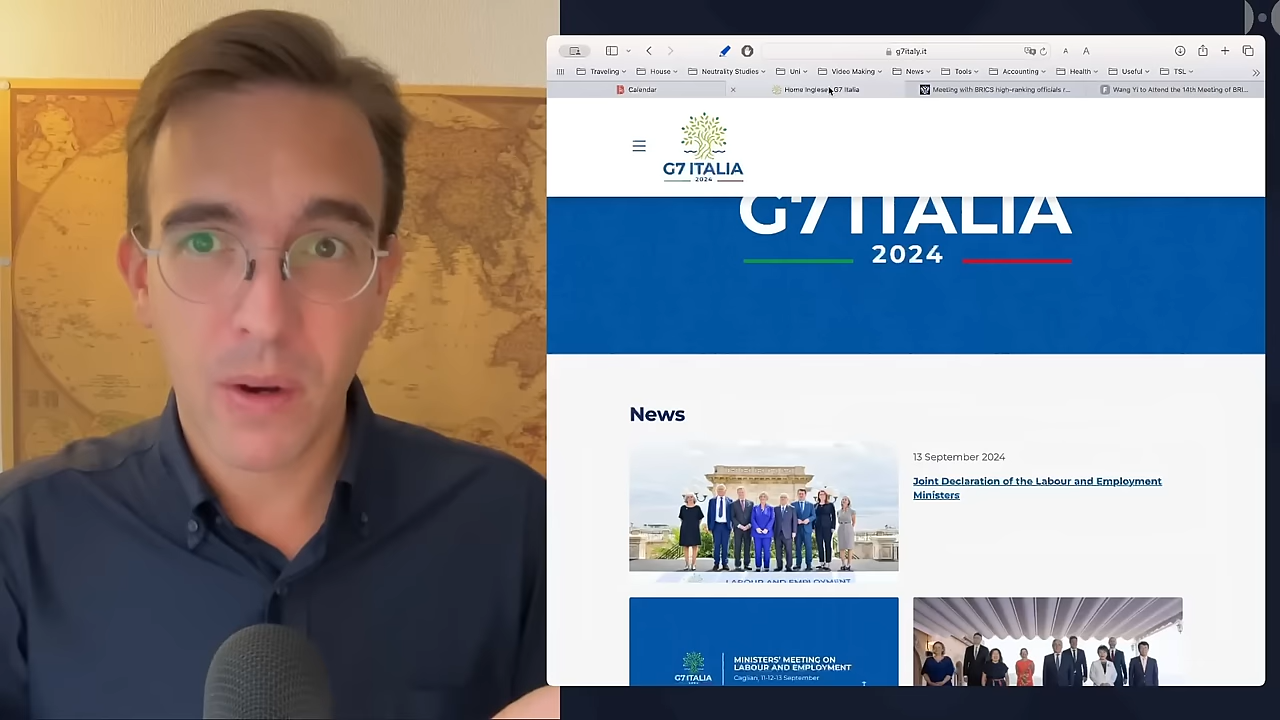 g7italy.it
A
A
Traveling
House
Neutrality Studies
Uni
Video Making
News
Tools
Accounting
Health
Useful
TSL
Calendar
Home Inglese - G7 Italia
Meeting with BRICS high-ranking officials r...
Wang Yi to Attend the 14th Meeting of BRI...
G7 ITALIA
2024
G7 ITALIA
2024
News
13 September 2024
Joint Declaration of the Labour and Employment
Ministers
LABOUR AND EMPLOYMENT
G7 ITALIA
MINISTERS' MEETING ON
LABOUR AND EMPLOYMENT
Cagliari, 11-12-13 September